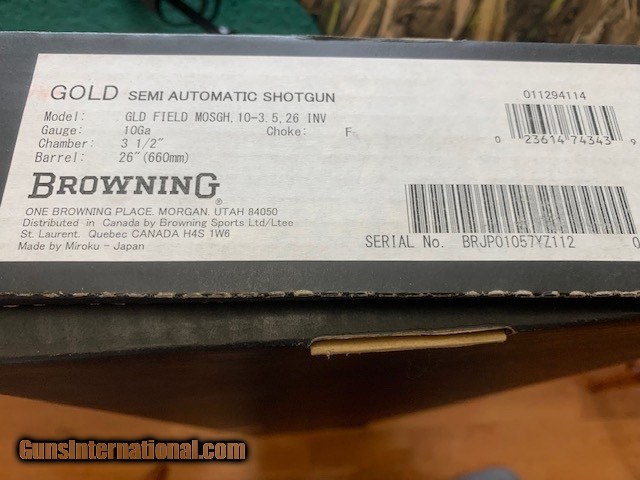 GOLD SEMI AUTOMATIC SHOTGUN
Model: GLD FIELD MOSGH, 10-3.5, 26 INV
Gauge: 10Ga Choke: F
Chamber: 3 1/2"
Barrel: 26"(660mm)
BROWNING®
ONE BROWNING PLACE. MORGAN. UTAH 84050
Distributed in Canada by Browning Sports Ltd/Ltee
St. Laurent. Quebec CANADA H4S 1W6
Made by Miroku - Japan
011294114
0 23614 74343 9
SERIAL No. BRJP01057YZ112
GunsInternational.com